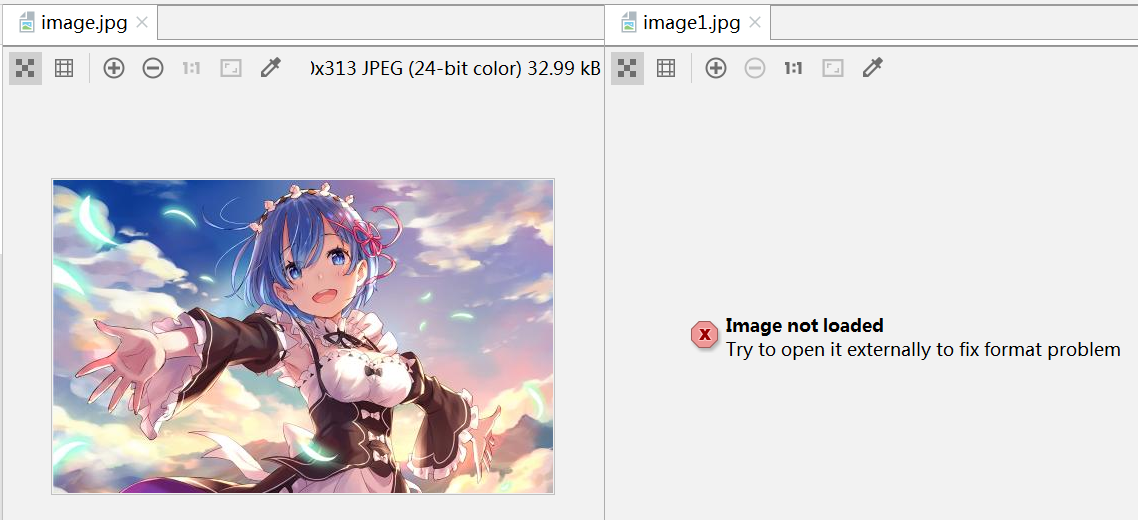 image.jpg
image1.jpg
1:1
x313 JPEG (24-bit color) 32.99 kB
1:1
Image not loaded
Try to open it externally to fix format problem